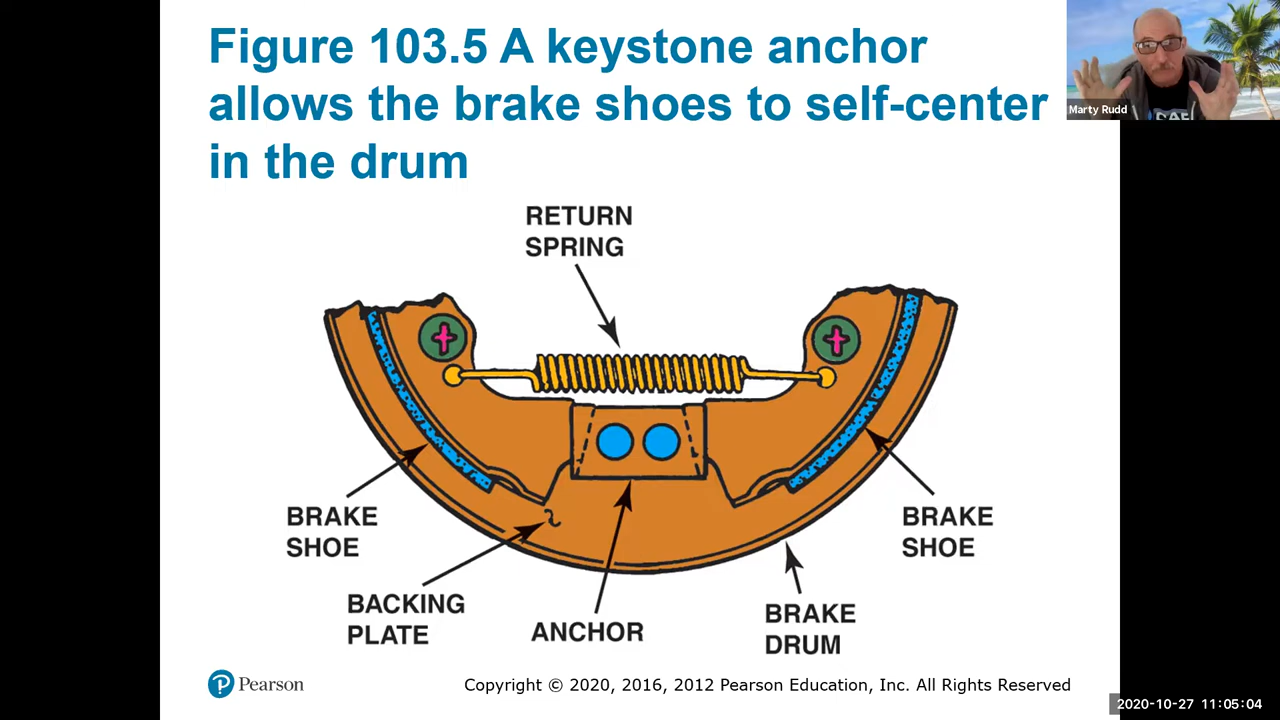 Figure 103.5 A keystone anchor
allows the brake shoes to self-center
in the drum
Marty Rudd
RETURN
SPRING
BRAKE
SHOE
BRAKE
SHOE
BACKING
PLATE
ANCHOR
BRAKE
DRUM
Pearson
Copyright © 2020, 2016, 2012 Pearson Education, Inc. All Rights Reserved
2020-10-27 11:05:04